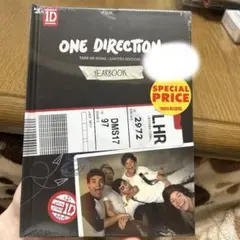 1D
ONE DIRECTION
TAKE ME HOME: LIMITED EDITION
YEARBOOK
SPECIAL
PRICE
DMS17
97
2972
LHR
1D